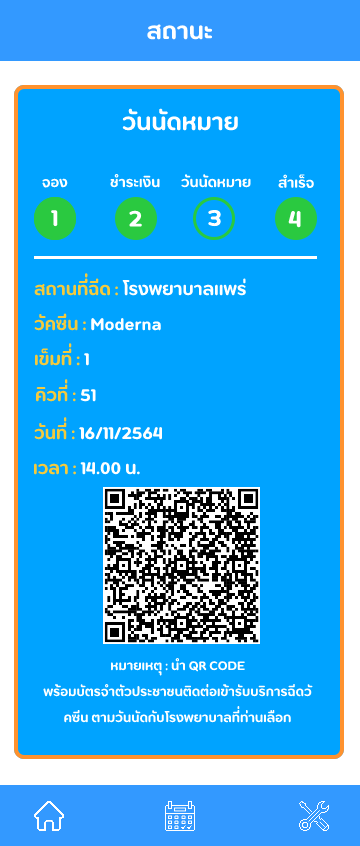 สถานะ
วันนัดหมาย
จอง ชำระเงิน วันนัดหมาย สำเร็จ
1 2 3 4
สถานที่ฉีด : โรงพยาบาลแพร่
วัคซีน : Moderna
เข็มที่ : 1
คิวที่ : 51
วันที่ : 16/11/2564
เวลา : 14.00 น.
หมายเหตุ : นำ QR CODE
พร้อมบัตรจำตัวประชาชนติดต่อเข้ารับบริการฉีดวั
คซีน ตามวันนัดกับโรงพยาบาลที่ท่านเลือก